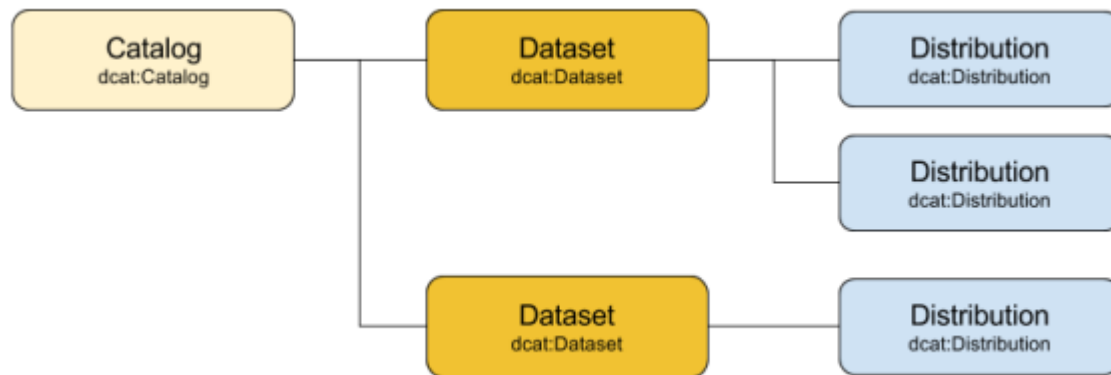 Catalog
dcat:Catalog
Dataset
dcat:Dataset
Distribution
dcat:Distribution
Distribution
dcat:Distribution
Dataset
dcat:Dataset
Distribution
dcat:Distribution